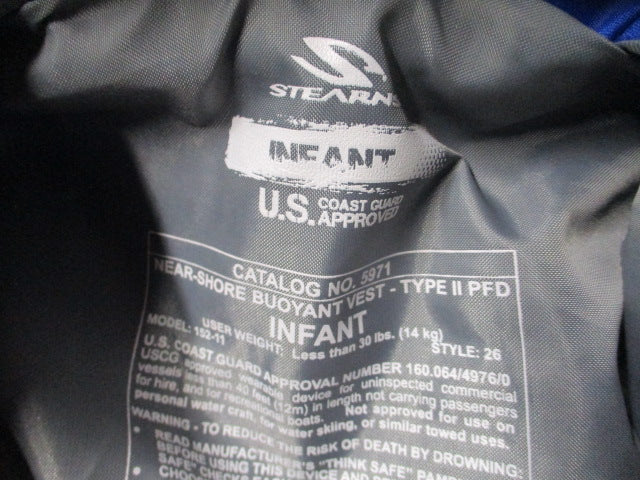 STEARNS
INFANT
U.S. COAST GUARD
APPROVED
CATALOG NO. 5971
NEAR-SHORE BUOYANT VEST - TYPE II PFD
INFANT
USER WEIGHT: Less than 30 lbs. (14 kg)
MODEL: 152-11 STYLE: 26
U.S. COAST GUARD APPROVAL NUMBER 160.064/4976/0
USCG approved wearable device for uninspected commercial
vessels less than 40 feet (12m) in length not carrying passengers
for hire, and for recreational boats. Not approved for use on
personal water craft, for water skiing, or similar towed uses.
WARNING - TO REDUCE THE RISK OF DEATH BY DROWNING:
• READ MANUFACTURER'S "THINK SAFE"
BEFORE USING THIS DEVICE AND
SAFE" CHECKS